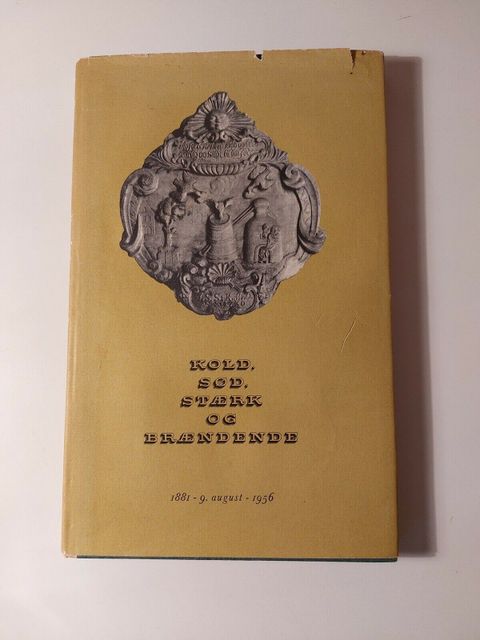 KOLD,
SØD,
STÆRK
OG
BRÆNDENDE
1881 - 9. august - 1956